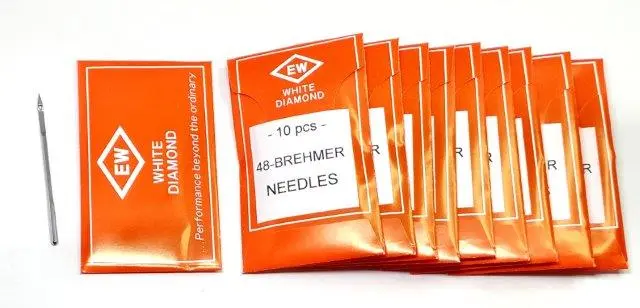 EW
WHITE
DIAMOND
...Performance beyond the ordinary
EW
WHITE
DIAMOND
- 10 pcs -
48-BREHMER
NEEDLES
R
R
R
R